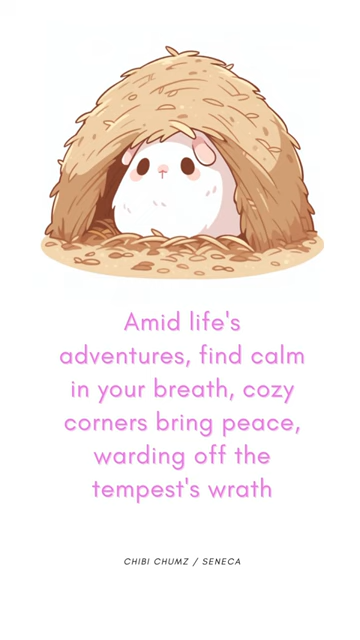 Amid life's
adventures, find calm
in your breath, cozy
corners bring peace,
warding off the
tempest's wrath
CHIBI CHUMZ / SENECA